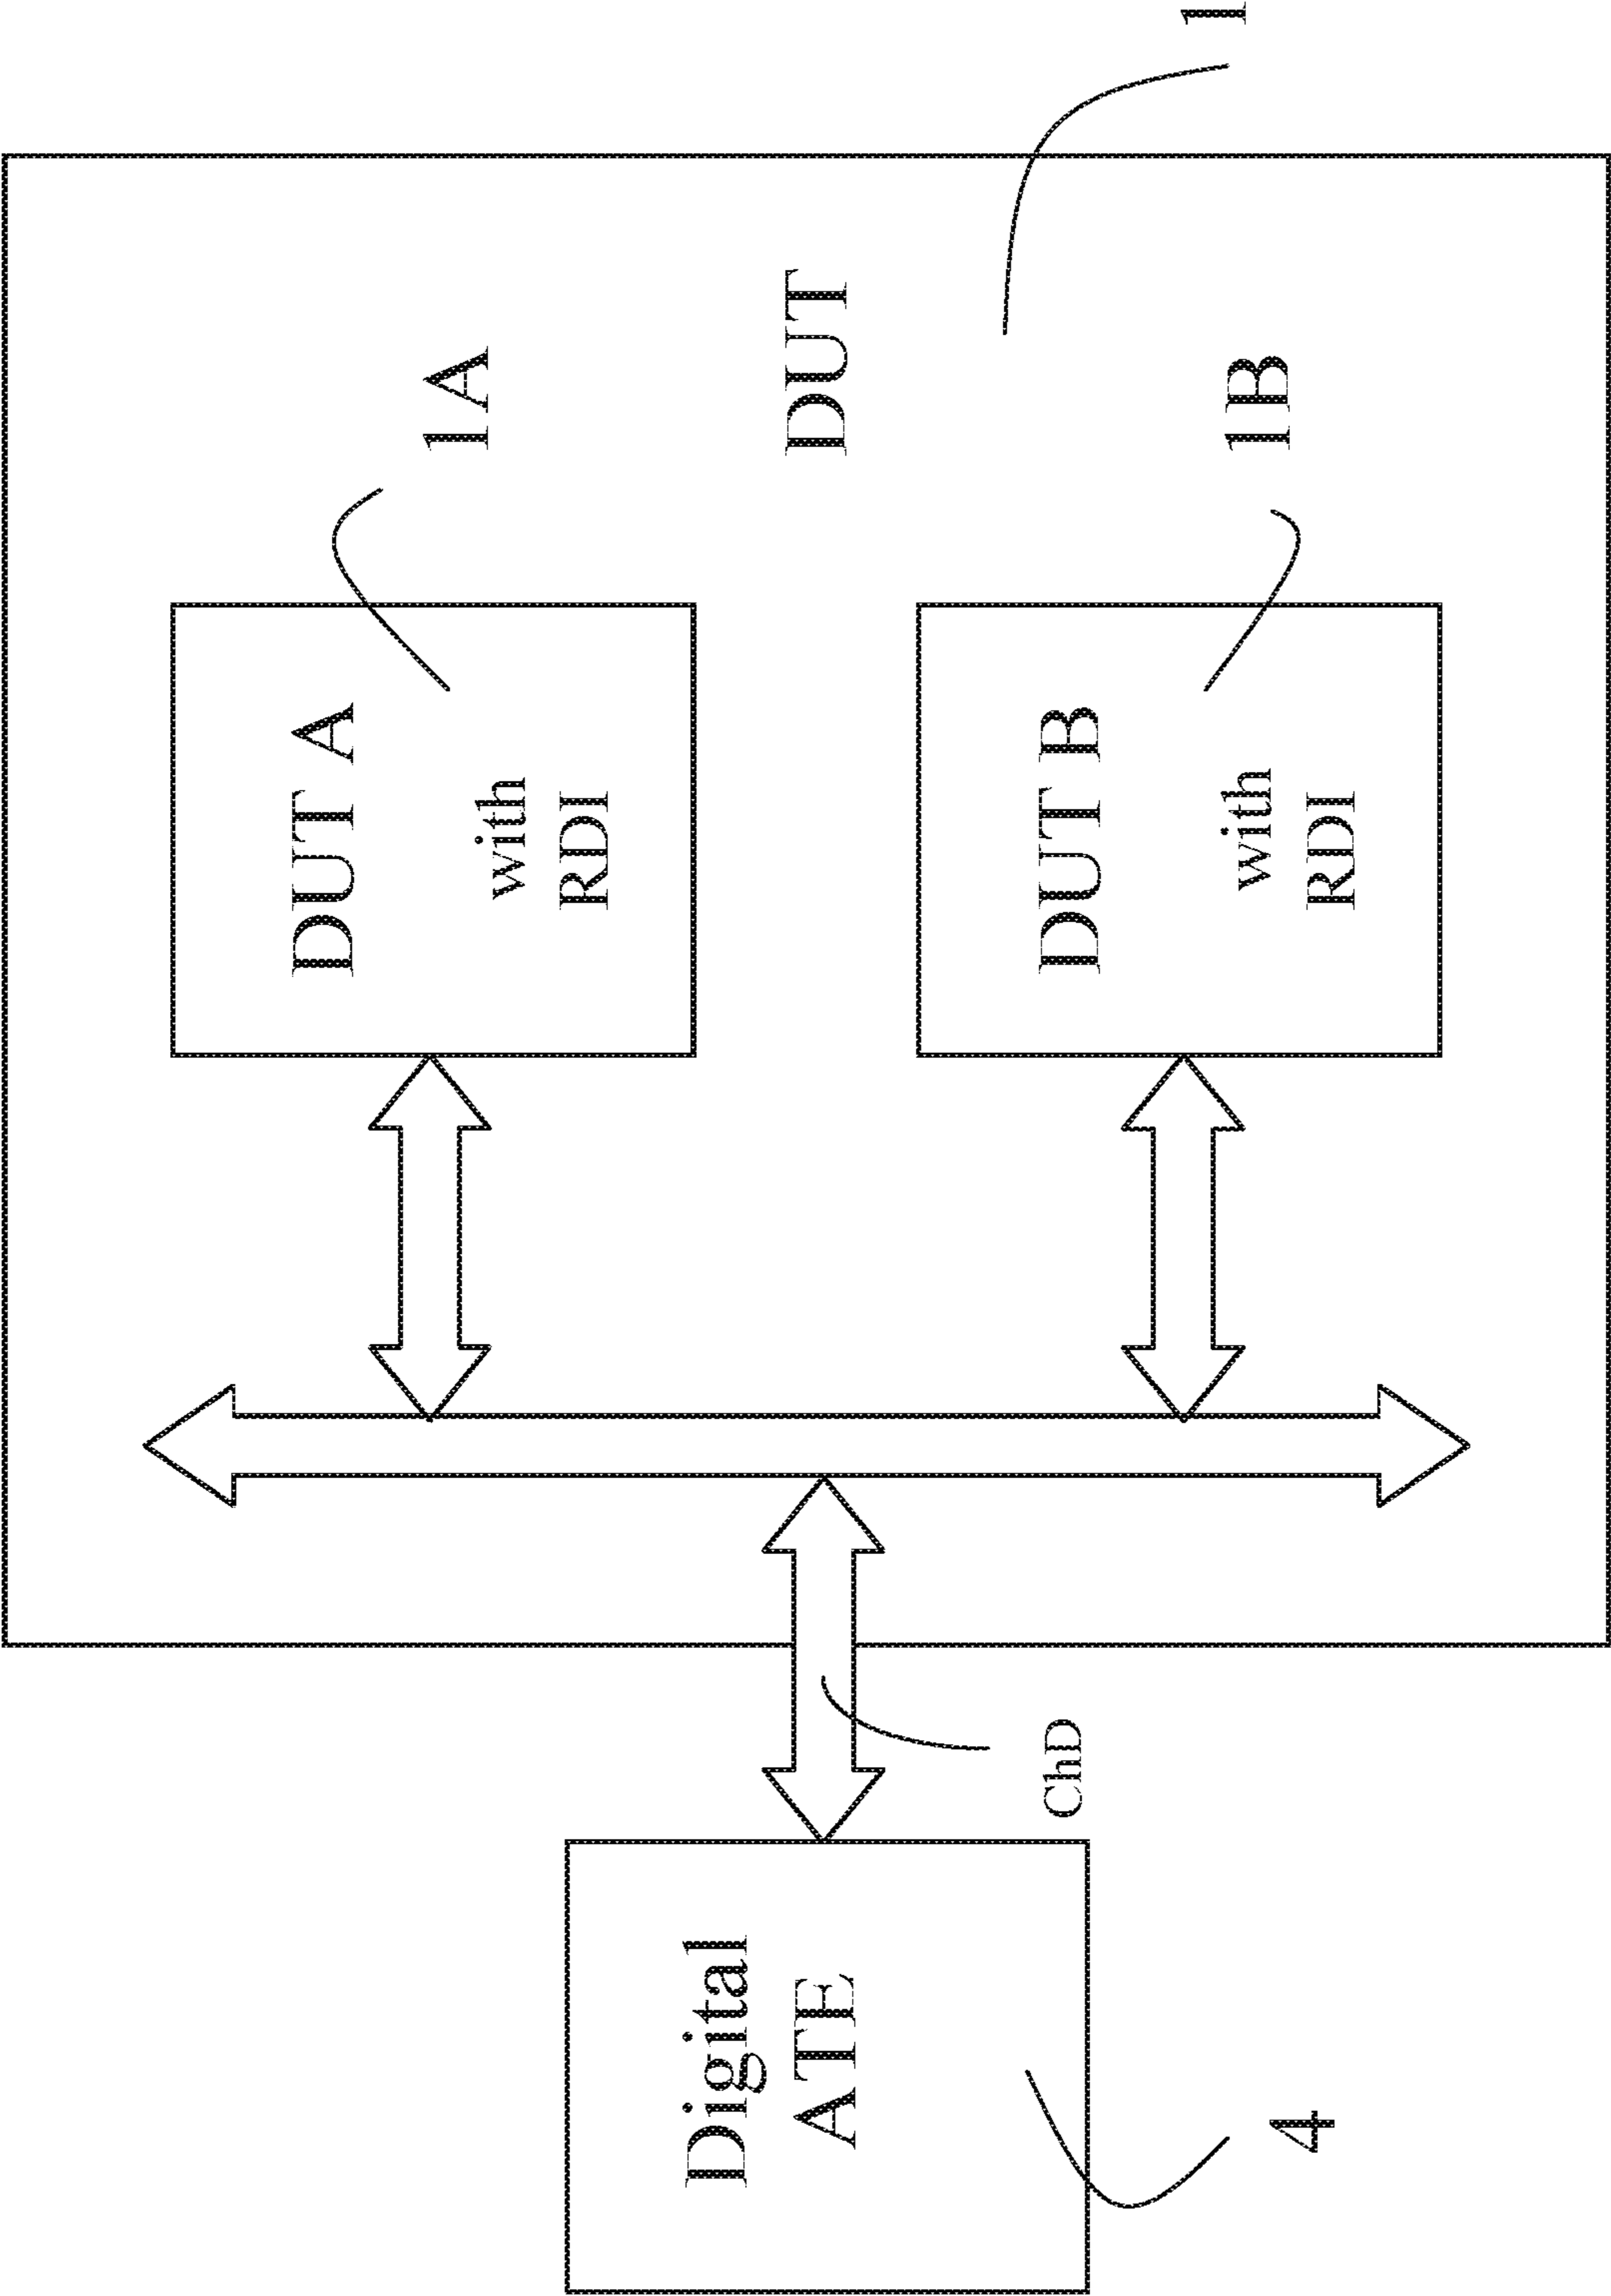 Digital
ATE
4
ChD
DUT A
with
RDI
1A
DUT B
with
RDI
1B
DUT
1